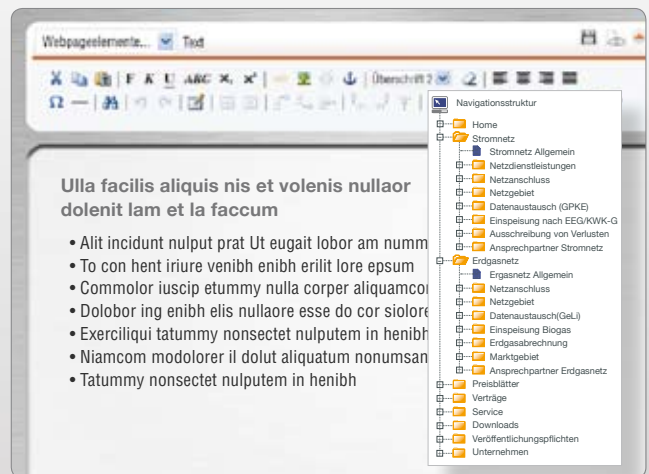 Webpageelemente... Text
F K U ABC ×, ×²
Überschrift 2
Ω
Navigationsstruktur
Home
Stromnetz
Stromnetz Allgemein
Netzdienstleistungen
Netzanschluss
Netzgebiet
Datenaustausch (GPKE)
Einspeisung nach EEG/KWK-G
Ausschreibung von Verlusten
Ansprechpartner Stromnetz
Erdgasnetz
Ergasnetz Allgemein
Netzanschluss
Netzgebiet
Datenaustausch(GeLi)
Einspeisung Biogas
Erdgasabrechnung
Marktgebiet
Ansprechpartner Erdgasnetz
Preisblätter
Verträge
Service
Downloads
Veröffentlichungspflichten
Unternehmen
Ulla facilis aliquis nis et volenis nullaor
dolenit lam et la faccum
• Alit incidunt nulput prat Ut eugait lobor am numm
• To con hent iriure venibh enibh erilit lore epsum
• Commolor iuscip etummy nulla corper aliquamco
• Dolobor ing enibh elis nullaore esse do cor siolore
• Exerciliqui tatummy nonsectet nulputem in henibh
• Niamcom modolorer il dolut aliquatum nonumsan
• Tatummy nonsectet nulputem in henibh